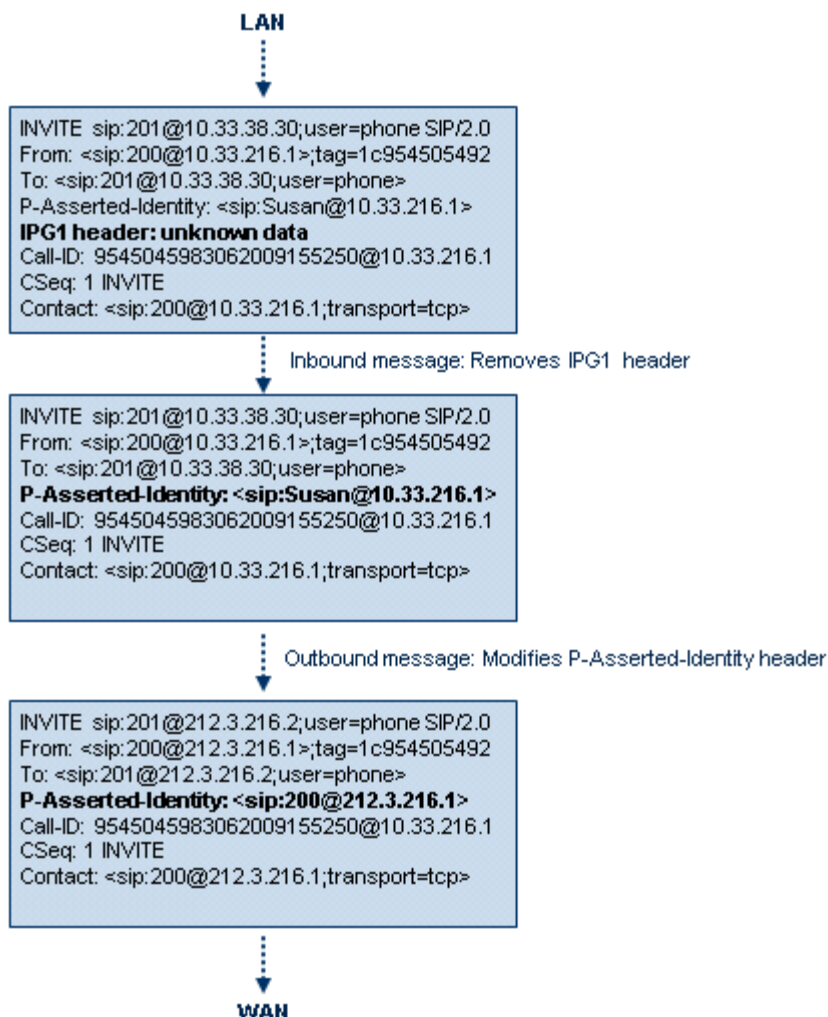 LAN
INVITE sip:201@10.33.38.30;user=phone SIP/2.0
From: <sip:200@10.33.216.1>;tag=1c954505492
To: <sip:201@10.33.38.30;user=phone>
P-Asserted-Identity: <sip:Susan@10.33.216.1>
IPG1 header: unknown data
Call-ID: 95450459830620091​55250@10.33.216.1
CSeq: 1 INVITE
Contact: <sip:200@10.33.216.1;transport=tcp>
Inbound message: Removes IPG1 header
INVITE sip:201@10.33.38.30;user=phone SIP/2.0
From: <sip:200@10.33.216.1>;tag=1c954505492
To: <sip:201@10.33.38.30;user=phone>
P-Asserted-Identity: <sip:Susan@10.33.216.1>
Call-ID: 9545045983062009155250@10.33.216.1
CSeq: 1 INVITE
Contact: <sip:200@10.33.216.1;transport=tcp>
Outbound message: Modifies P-Asserted-Identity header
INVITE sip:201@212.3.216.2;user=phone SIP/2.0
From: <sip:200@212.3.216.1>;tag=1c954505492
To: <sip:201@212.3.216.2;user=phone>
P-Asserted-Identity: <sip:200@212.3.216.1>
Call-ID: 9545045983062009155250@10.33.216.1
CSeq: 1 INVITE
Contact: <sip:200@212.3.216.1;transport=tcp>
WAN